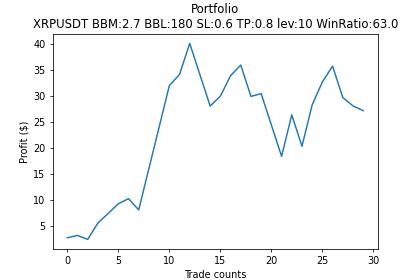 Portfolio
XRPUSDT BBM:2.7 BBL:180 SL:0.6 TP:0.8 lev:10 WinRatio:63.0
40
35
30
25
20
15
10
5
Profit ($)
0 5 10 15 20 25 30
Trade counts